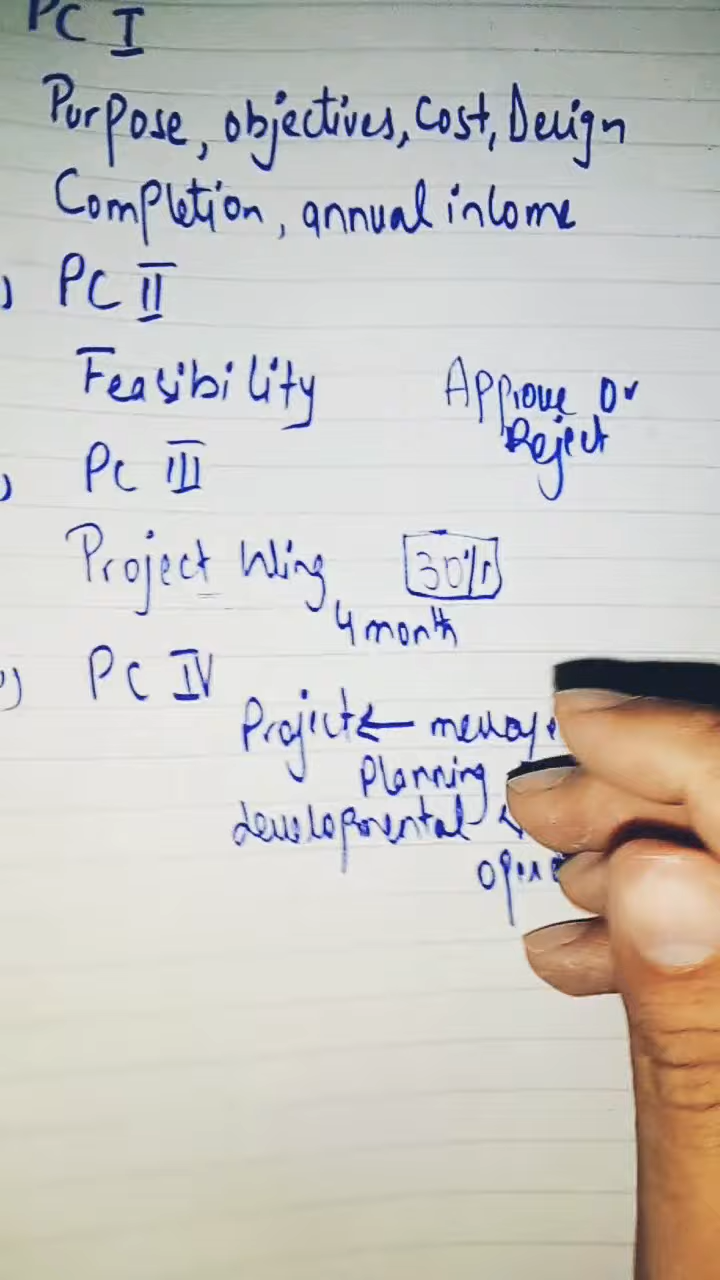 PC I
Purpose, objectives, Cost, Design
Completion, annual income
) PC II
Feasibility
Approve or
Reject
) PC III
Project Wing
30%
4 month
) PC IV
Project ←
Planning
developmental